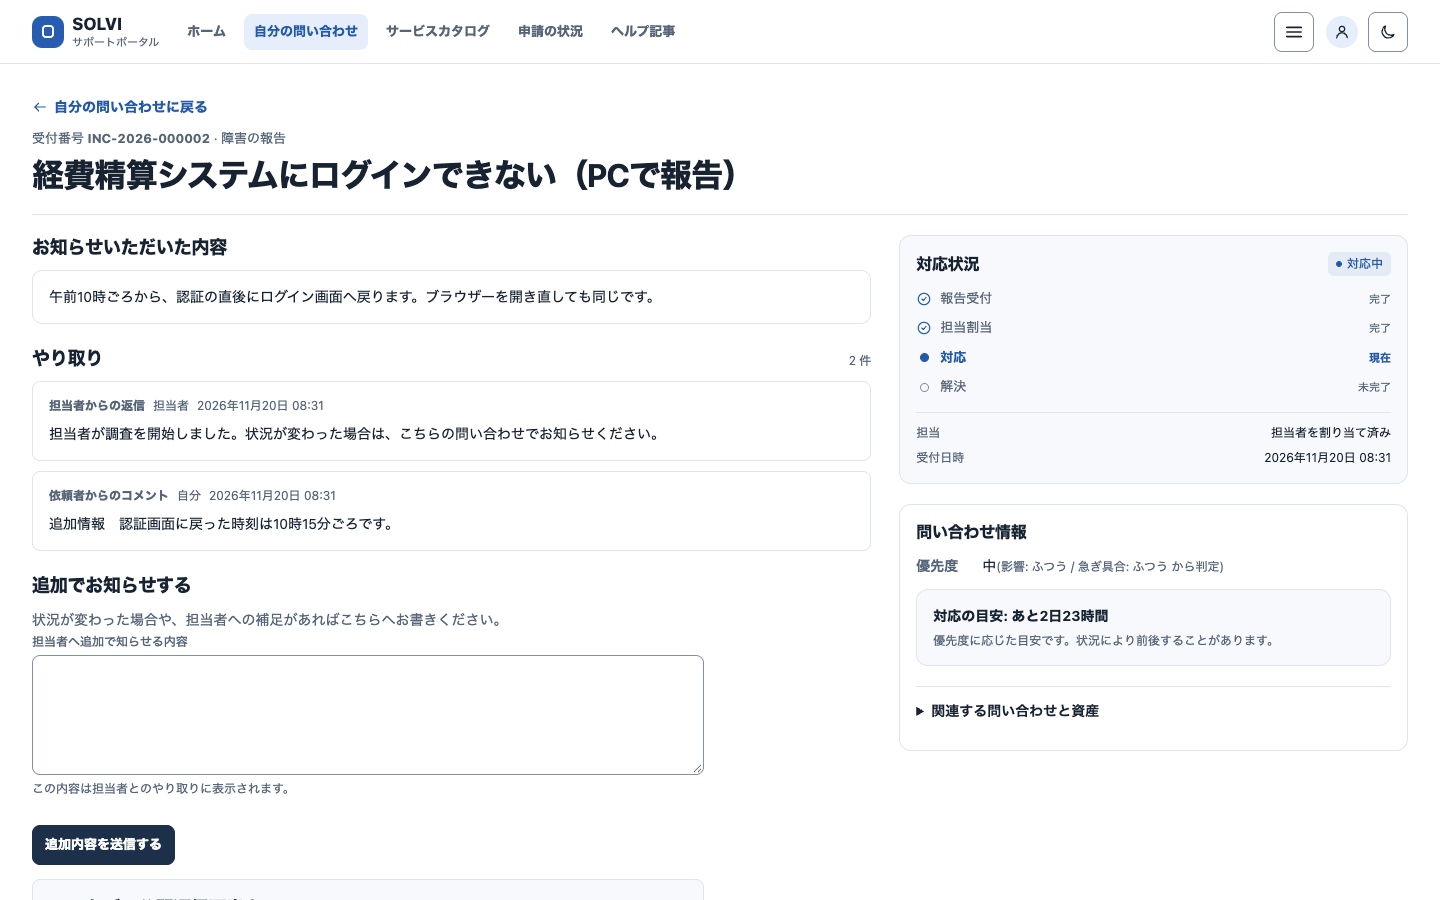 SOLVI
サポートポータル
ホーム
自分の問い合わせ
サービスカタログ
申請の状況
ヘルプ記事
← 自分の問い合わせに戻る
受付番号 INC-2026-000002 · 障害の報告
経費精算システムにログインできない（PCで報告）
お知らせいただいた内容
午前10時ごろから、認証の直後にログイン画面へ戻ります。ブラウザーを開き直しても同じです。
やり取り
2 件
担当者からの返信 担当者 2026年11月20日 08:31
担当者が調査を開始しました。状況が変わった場合は、こちらの問い合わせでお知らせください。
依頼者からのコメント 自分 2026年11月20日 08:31
追加情報　認証画面に戻った時刻は10時15分ごろです。
追加でお知らせする
状況が変わった場合や、担当者への補足があればこちらへお書きください。
担当者へ追加で知らせる内容
この内容は担当者とのやり取りに表示されます。
追加内容を送信する
対応状況
対応中
報告受付 完了
担当割当 完了
対応 現在
解決 未完了
担当 担当者を割り当て済み
受付日時 2026年11月20日 08:31
問い合わせ情報
優先度 中(影響: ふつう / 急ぎ具合: ふつう から判定)
対応の目安: あと2日23時間
優先度に応じた目安です。状況により前後することがあります。
▶ 関連する問い合わせと資産